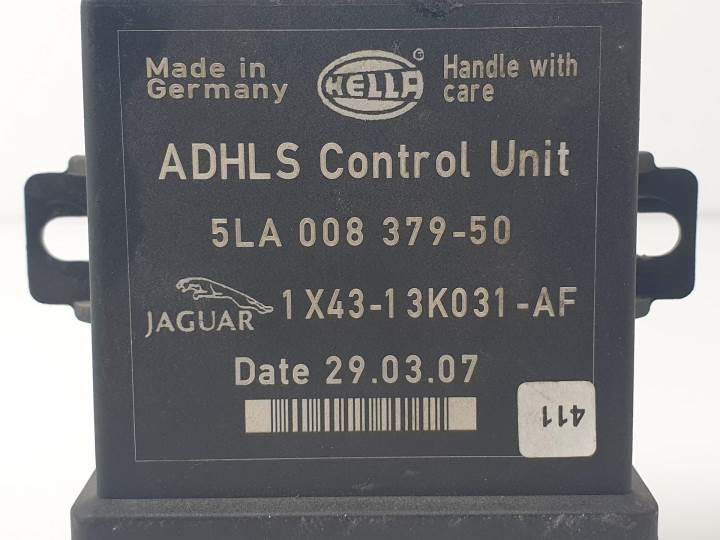 Made in
Germany
HELLA
Handle with
care
ADHLS Control Unit
5LA 008 379-50
JAGUAR
1X43-13K031-AF
Date 29.03.07
411